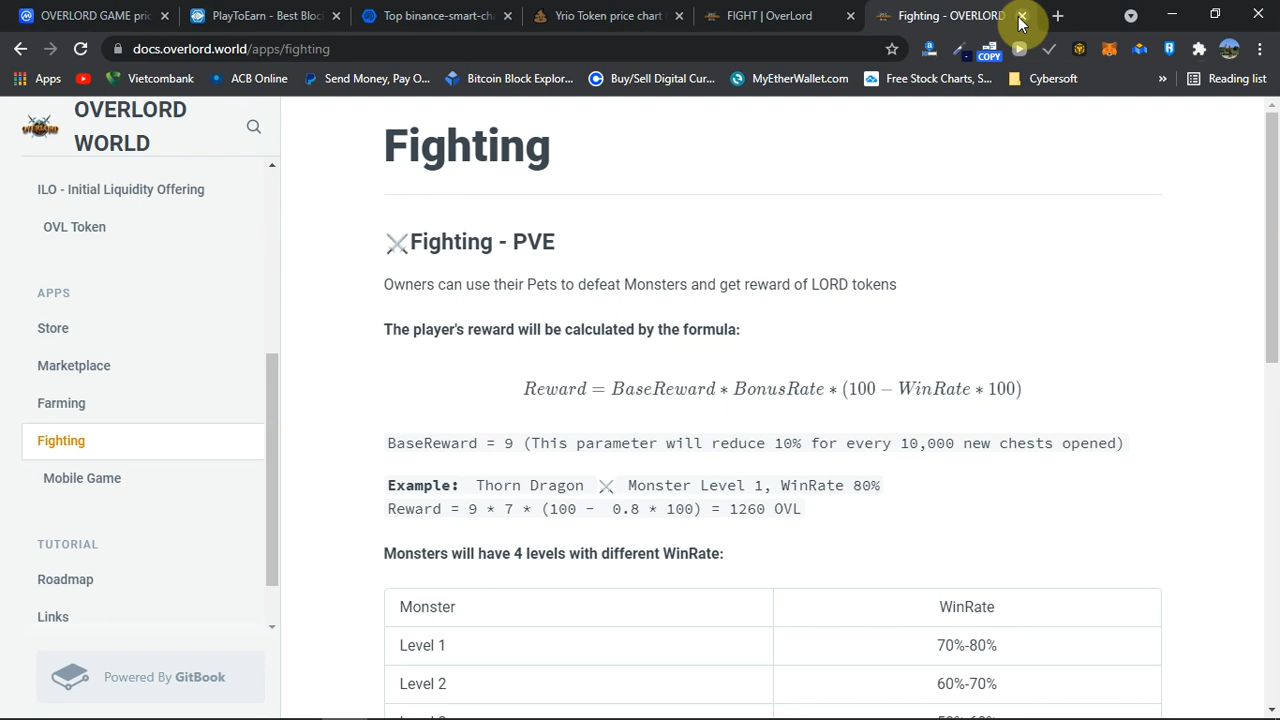 OVERLORD GAME pric
PlayToEarn - Best Bloc
Top binance-smart-ch
Yrio Token price chart
FIGHT | OverLord
Fighting - OVERLORD
docs.overlord.world/apps/fighting
COPY
Apps
Vietcombank
ACB Online
Send Money, Pay O...
Bitcoin Block Explor...
Buy/Sell Digital Cur...
MyEtherWallet.com
Free Stock Charts, S...
Cybersoft
»
Reading list
OVERLORD
WORLD
ILO - Initial Liquidity Offering
OVL Token
APPS
Store
Marketplace
Farming
Fighting
Mobile Game
TUTORIAL
Roadmap
Links
Powered By GitBook
Fighting
⚔Fighting - PVE
Owners can use their Pets to defeat Monsters and get reward of LORD tokens
The player's reward will be calculated by the formula:
Reward = BaseReward * BonusRate * (100 − WinRate * 100)
BaseReward = 9 (This parameter will reduce 10% for every 10,000 new chests opened)
Example: Thorn Dragon ⚔ Monster Level 1, WinRate 80%
Reward = 9 * 7 * (100 - 0.8 * 100) = 1260 OVL
Monsters will have 4 levels with different WinRate:
Monster WinRate
Level 1 70%-80%
Level 2 60%-70%